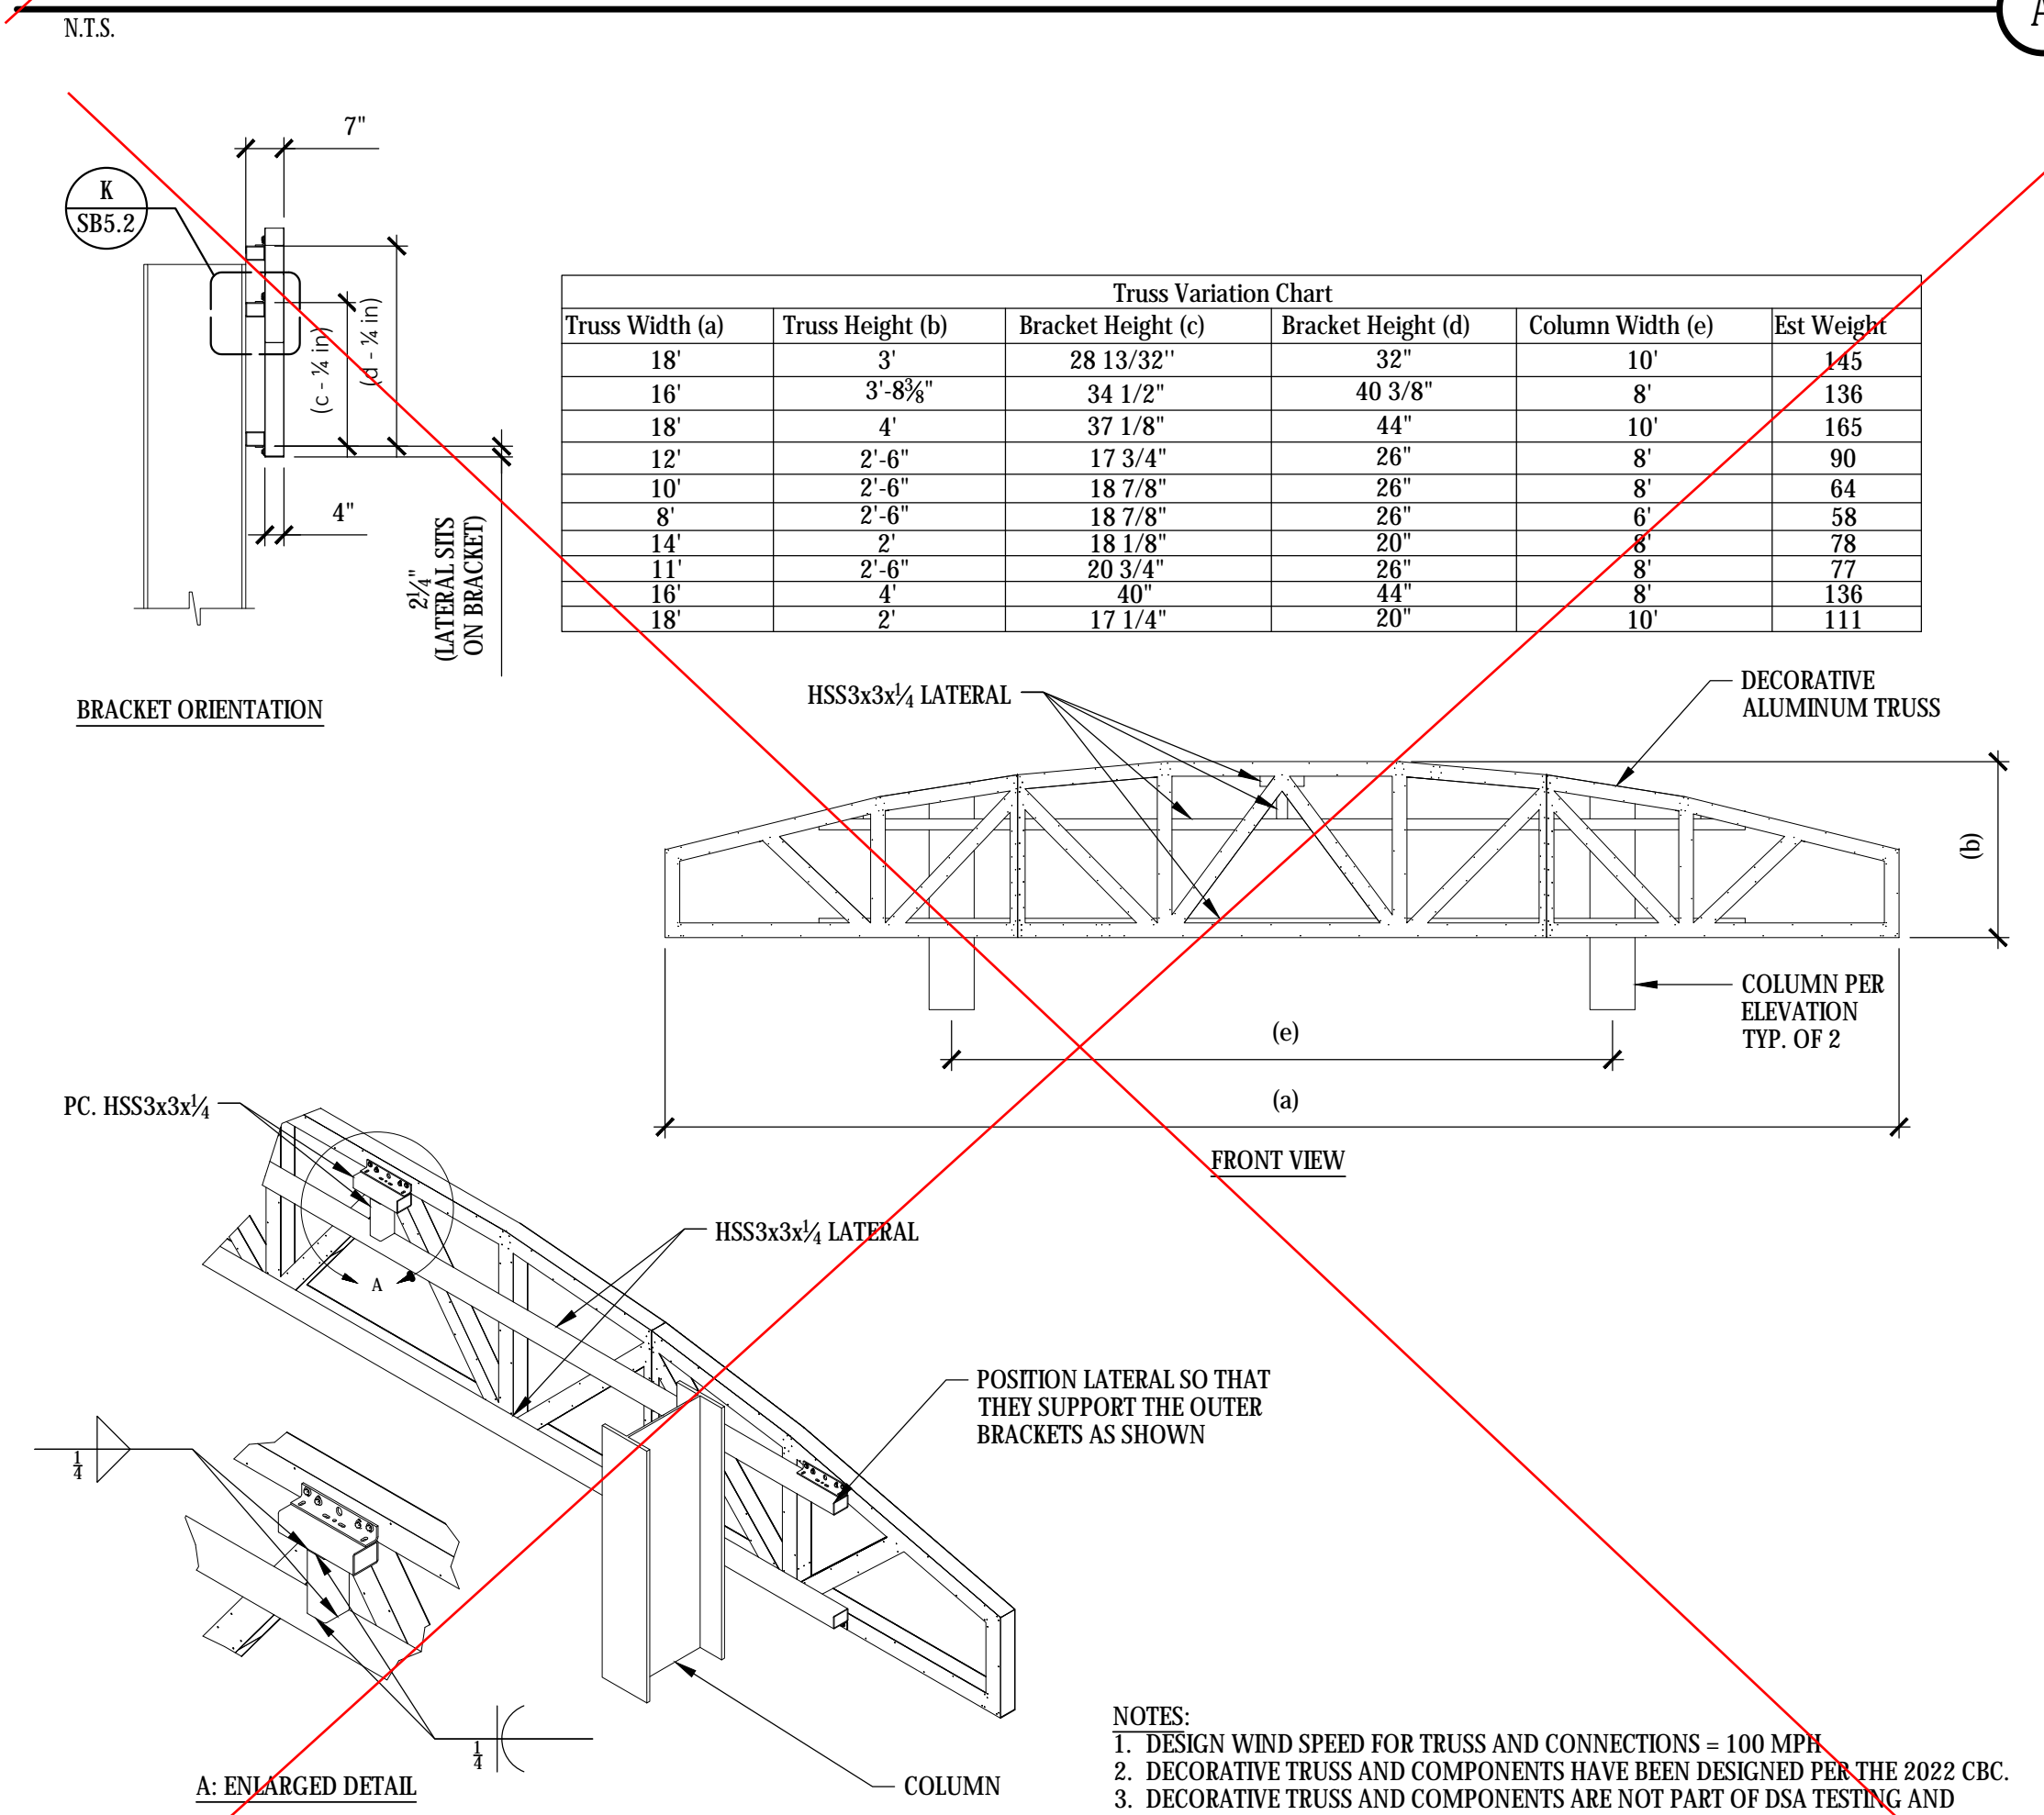 N.T.S.
A
7"
K
SB5.2
(c - ¼ in)
(d - ¼ in)
4"
2¼"
(LATERAL SITS
ON BRACKET)
BRACKET ORIENTATION
Truss Variation Chart
Truss Width (a) Truss Height (b) Bracket Height (c) Bracket Height (d) Column Width (e) Est Weight
18' 3' 28 13/32'' 32" 10' 145
16' 3'-8⅜" 34 1/2" 40 3/8" 8' 136
18' 4' 37 1/8" 44" 10' 165
12' 2'-6" 17 3/4" 26" 8' 90
10' 2'-6" 18 7/8" 26" 8' 64
8' 2'-6" 18 7/8" 26" 6' 58
14' 2' 18 1/8" 20" 8' 78
11' 2'-6" 20 3/4" 26" 8' 77
16' 4' 40" 44" 8' 136
18' 2' 17 1/4" 20" 10' 111
HSS3x3x¼ LATERAL
DECORATIVE
ALUMINUM TRUSS
(b)
COLUMN PER
ELEVATION
TYP. OF 2
(e)
(a)
FRONT VIEW
PC. HSS3x3x¼
HSS3x3x¼ LATERAL
A
POSITION LATERAL SO THAT
THEY SUPPORT THE OUTER
BRACKETS AS SHOWN
¼
¼
A: ENLARGED DETAIL
COLUMN
NOTES:
1. DESIGN WIND SPEED FOR TRUSS AND CONNECTIONS = 100 MPH
2. DECORATIVE TRUSS AND COMPONENTS HAVE BEEN DESIGNED PER THE 2022 CBC.
3. DECORATIVE TRUSS AND COMPONENTS ARE NOT PART OF DSA TESTING AND